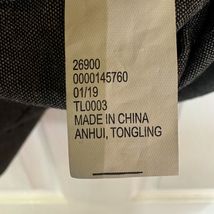 26900
0000145760
01/19
TL0003
MADE IN CHINA
ANHUI, TONGLING